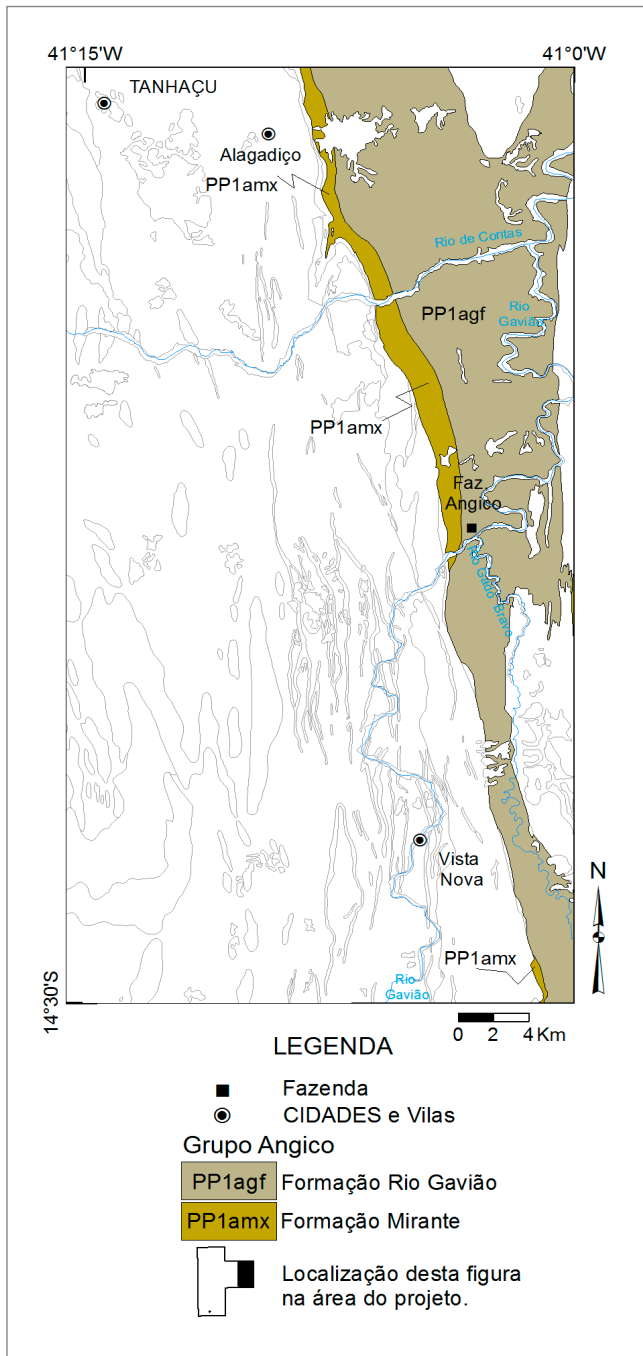 41°15'W
41°0'W
TANHAÇU
Alagadiço
PP1amx
Rio de Contas
PP1agf
Rio
Gavião
PP1amx
Faz.
Angico
Rio Gado Bravo
Vista
Nova
N
PP1amx
Rio
Gavião
14°30'S
0 2 4 Km
LEGENDA
Fazenda
CIDADES e Vilas
Grupo Angico
PP1agf Formação Rio Gavião
PP1amx Formação Mirante
Localização desta figura
na área do projeto.